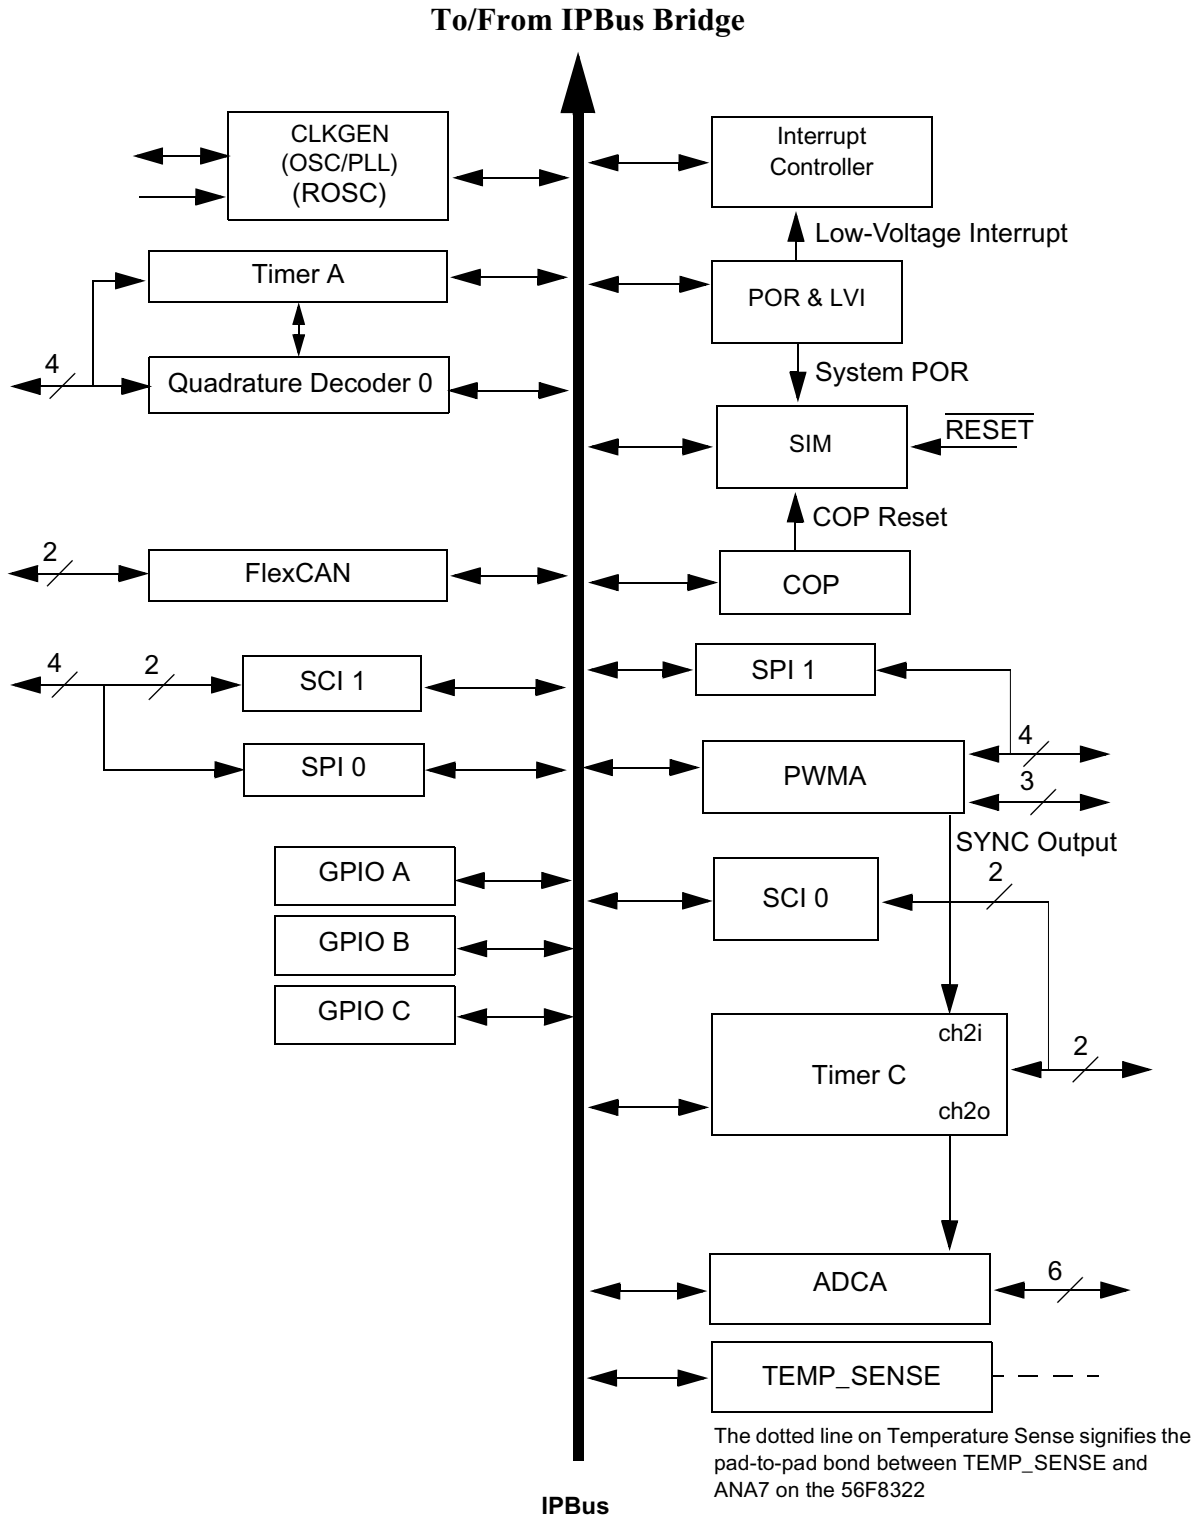 To/From IPBus Bridge
CLKGEN
(OSC/PLL)
(ROSC)
Interrupt
Controller
Low-Voltage Interrupt
Timer A
POR & LVI
4
Quadrature Decoder 0
System POR
SIM
RESET
COP Reset
2
FlexCAN
COP
4
2
SCI 1
SPI 1
SPI 0
4
PWMA
3
SYNC Output
GPIO A
2
SCI 0
GPIO B
GPIO C
ch2i
2
Timer C
ch2o
ADCA
6
TEMP_SENSE
The dotted line on Temperature Sense signifies the
pad-to-pad bond between TEMP_SENSE and
ANA7 on the 56F8322
IPBus